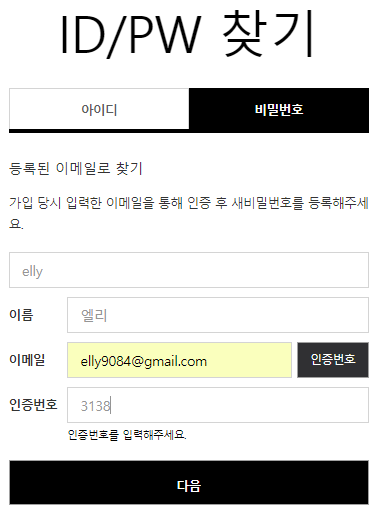 ID/PW 찾기
아이디 비밀번호
등록된 이메일로 찾기
가입 당시 입력한 이메일을 통해 인증 후 새비밀번호를 등록해주세
요.
elly
이름 엘리
이메일 elly9084@gmail.com 인증번호
인증번호 3138
인증번호를 입력해주세요.
다음